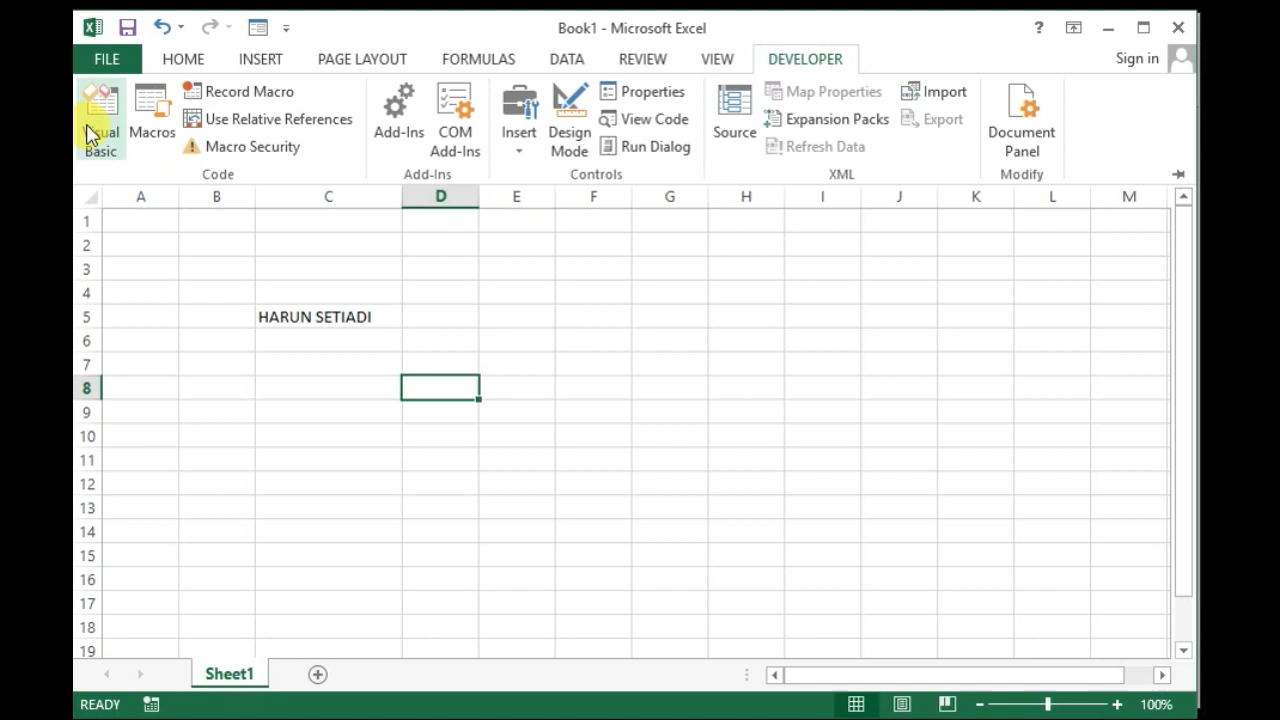 Book1 - Microsoft Excel
?
FILE HOME INSERT PAGE LAYOUT FORMULAS DATA REVIEW VIEW DEVELOPER Sign in
Visual Basic
Macros
Record Macro
Use Relative References
Macro Security
Code
Add-Ins
COM Add-Ins
Add-Ins
Insert
Design Mode
Properties
View Code
Run Dialog
Controls
Source
Map Properties
Expansion Packs
Refresh Data
Import
Export
XML
Document Panel
Modify
A B C D E F G H I J K L M
1
2
3
4
5 HARUN SETIADI
6
7
8
9
10
11
12
13
14
15
16
17
18
19
Sheet1
READY 100%